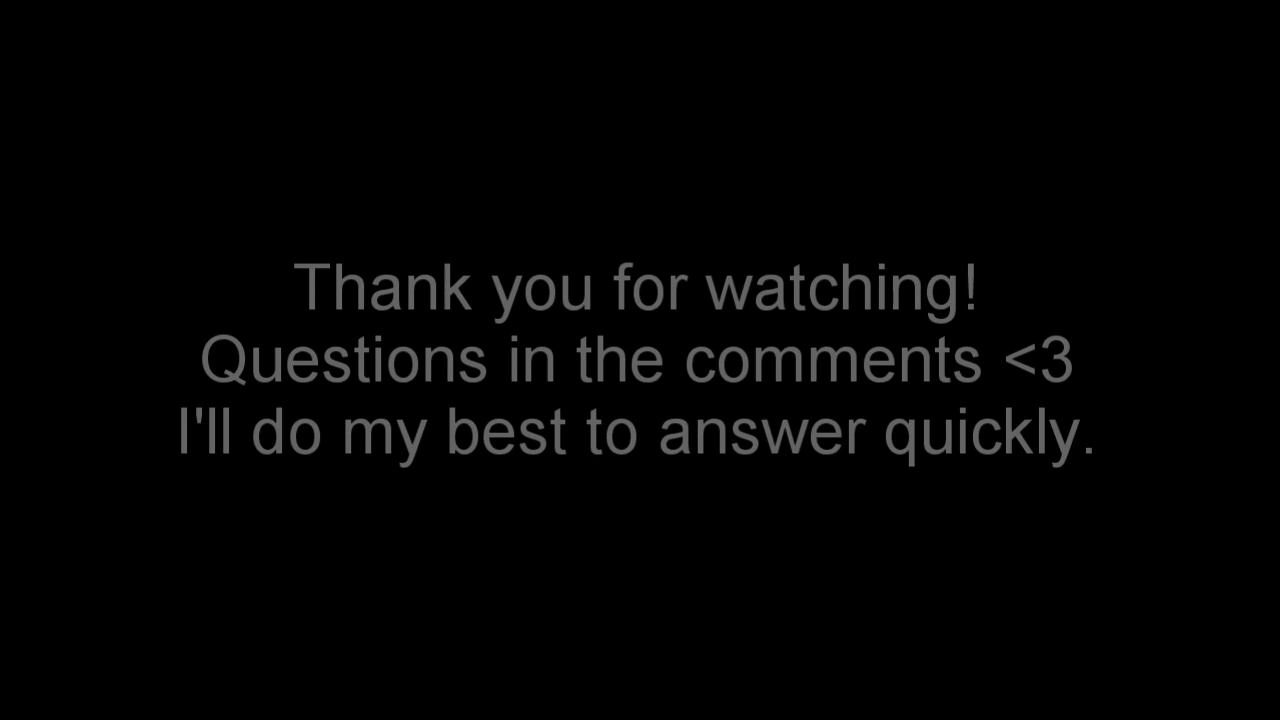 Thank you for watching!
Questions in the comments <3
I'll do my best to answer quickly.